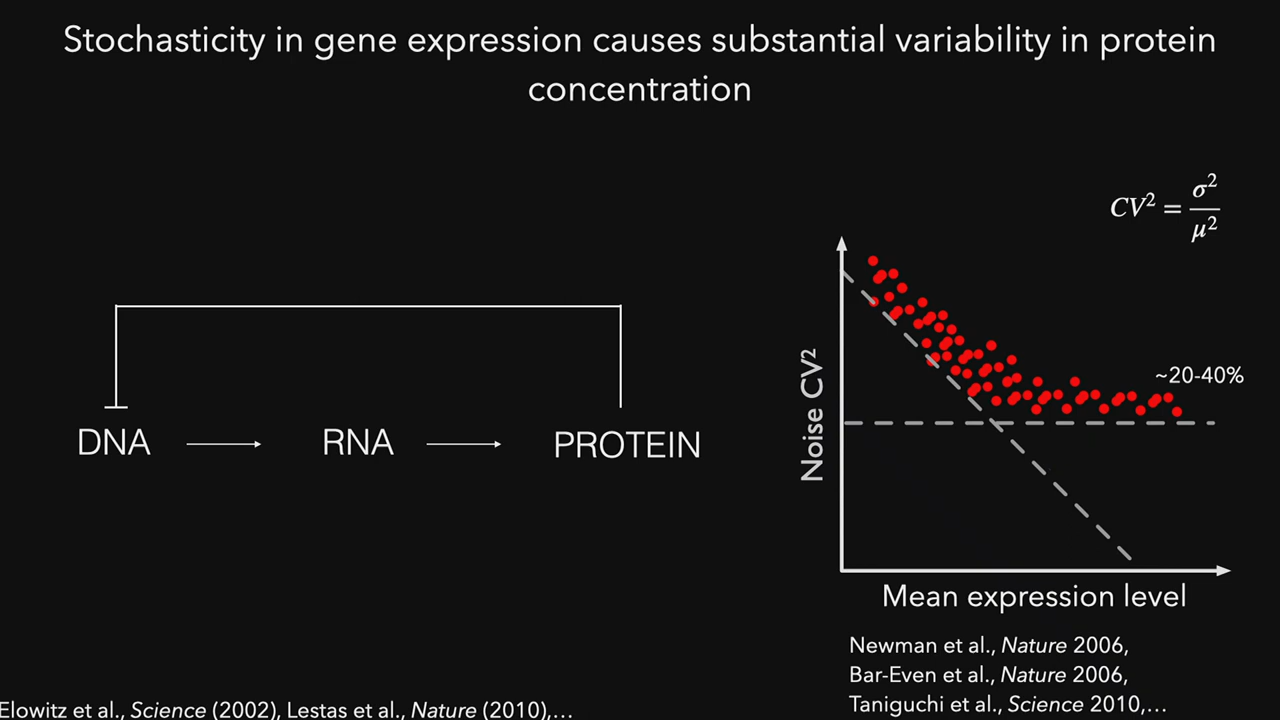 Stochasticity in gene expression causes substantial variability in protein
concentration
CV² = σ²/μ²
Noise CV²
~20-40%
DNA
RNA
PROTEIN
Mean expression level
Newman et al., Nature 2006,
Bar-Even et al., Nature 2006,
Taniguchi et al., Science 2010,...
Elowitz et al., Science (2002), Lestas et al., Nature (2010),...